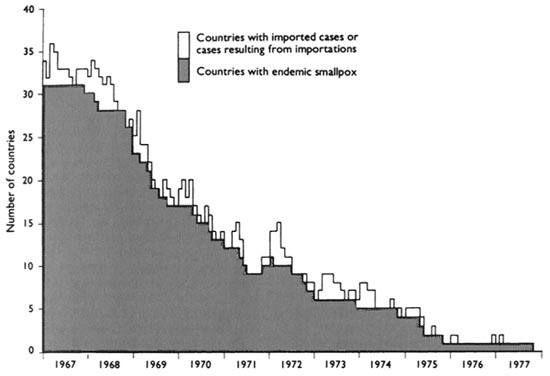 Countries with imported cases or
cases resulting from importations
Countries with endemic smallpox
Number of countries
40
35
30
25
20
15
10
5
0
1967 1968 1969 1970 1971 1972 1973 1974 1975 1976 1977